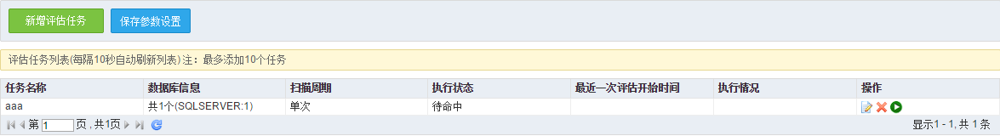 新增评估任务 保存参数设置
评估任务列表(每隔10秒自动刷新列表) 注：最多添加10个任务
任务名称 数据库信息 扫描周期 执行状态 最近一次评估开始时间 执行情况 操作
aaa 共1个(SQLSERVER:1) 单次 待命中
第 1 页 , 共1页 显示1 - 1, 共 1 条